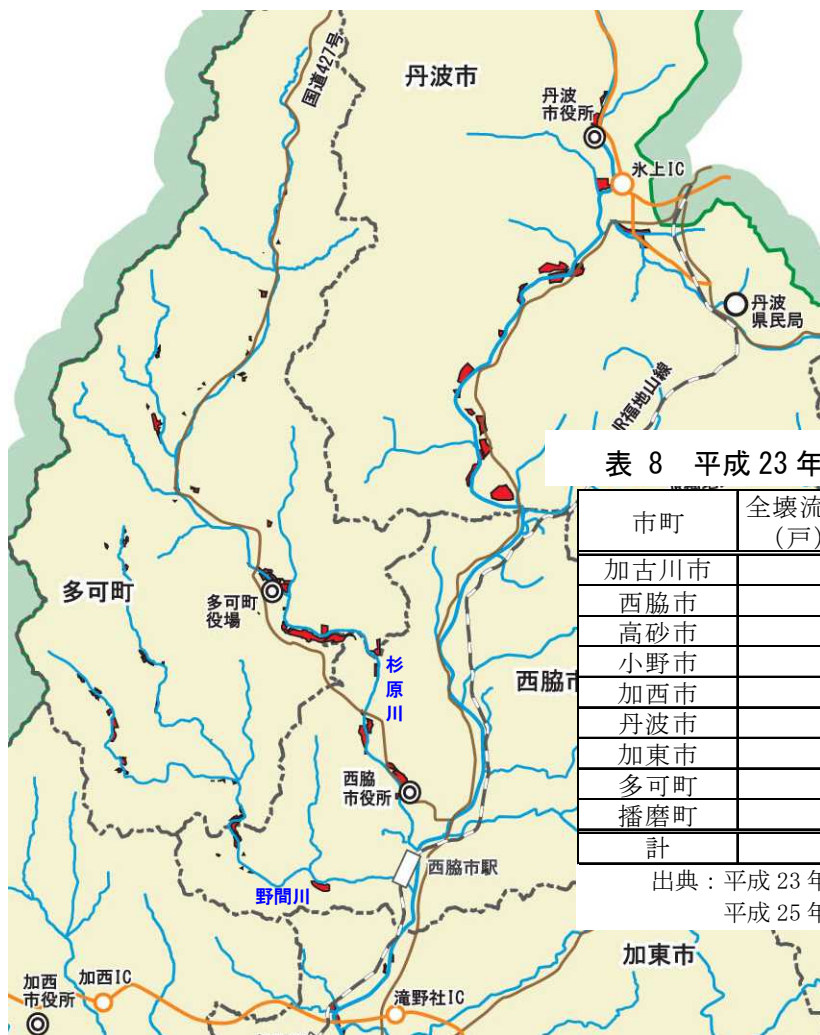 国道427号
丹波市
丹波
市役所
氷上IC
丹波
県民局
JR福地山線
多可町
多可町
役場
杉原川
西脇市
西脇
市役所
西脇市駅
野間川
加東市
加西
市役所
加西IC
滝野社IC
表 8 平成 23 年
市町 全壊流
(戸)
加古川市
西脇市
高砂市
小野市
加西市
丹波市
加東市
多可町
播磨町
計
出典：平成 23 年
平成 25 年